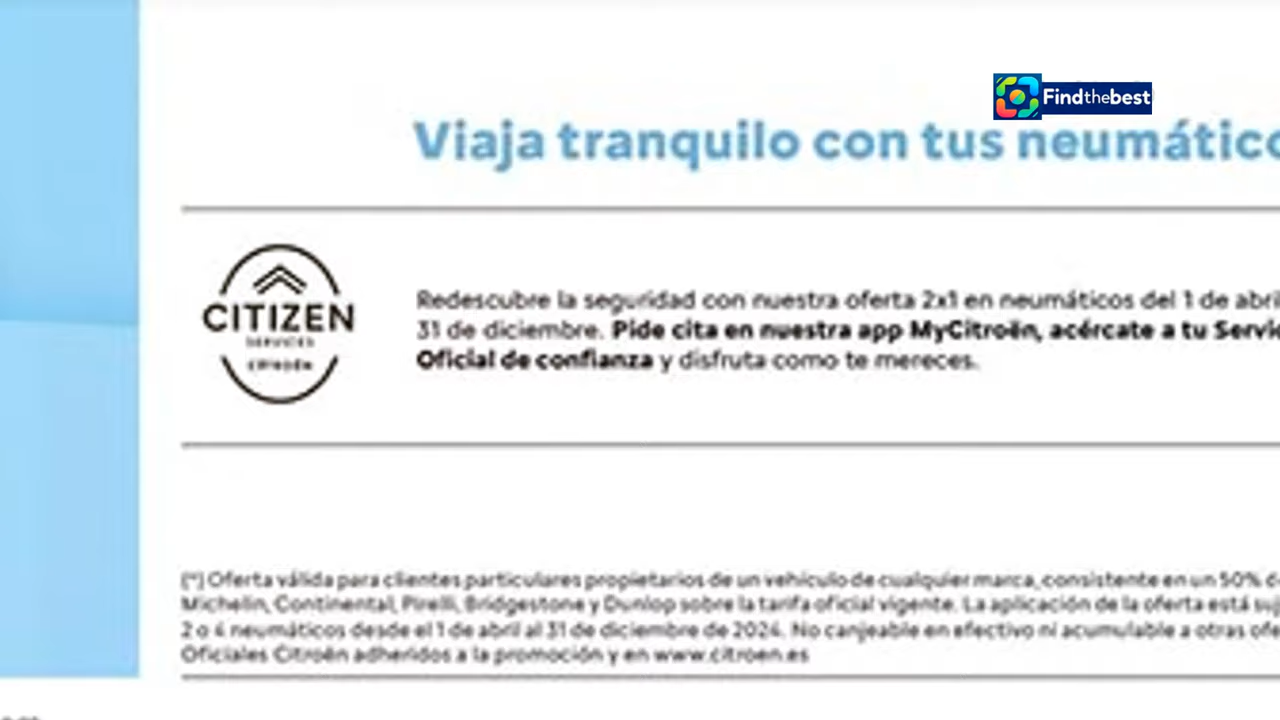 Findthebest
Viaja tranquilo con tus neumático
CITIZEN
SERVICES
CITROËN
Redescubre la seguridad con nuestra oferta 2x1 en neumáticos del 1 de abri
31 de diciembre. Pide cita en nuestra app MyCitroën, acércate a tu Servi
Oficial de confianza y disfruta como te mereces.
(*) Oferta válida para clientes particulares propietarios de un vehículo de cualquier marca, consistente en un 50% d
Michelin, Continental, Pirelli, Bridgestone y Dunlop sobre la tarifa oficial vigente. La aplicación de la oferta está suj
2 o 4 neumáticos desde el 1 de abril al 31 de diciembre de 2024. No canjeable en efectivo ni acumulable a otras ofe
Oficiales Citroën adheridos a la promoción y en www.citroen.es